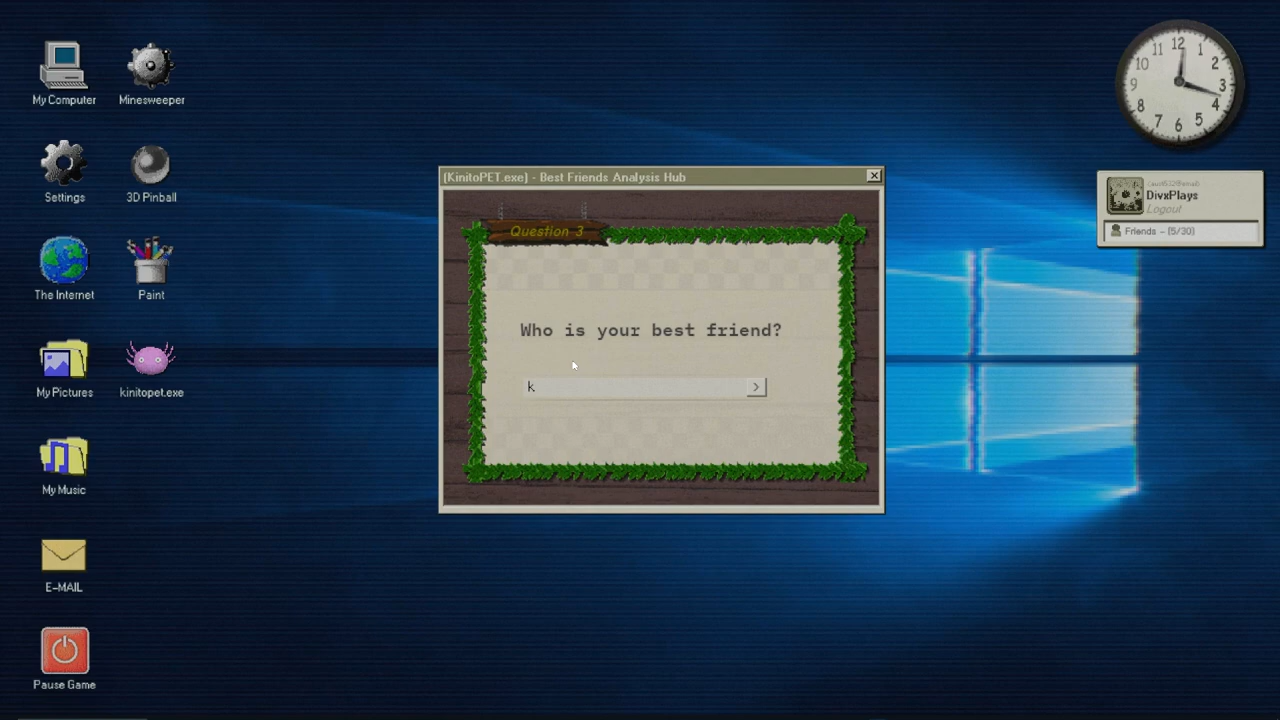 My Computer
Minesweeper
Settings
3D Pinball
The Internet
Paint
My Pictures
kinitopet.exe
My Music
E-MAIL
Pause Game
[KinitoPET.exe] - Best Friends Analysis Hub
Question 3
Who is your best friend?
k
>
12
1
2
3
4
5
6
7
8
9
10
11
DivxPlays
Logout
Friends - (5/30)